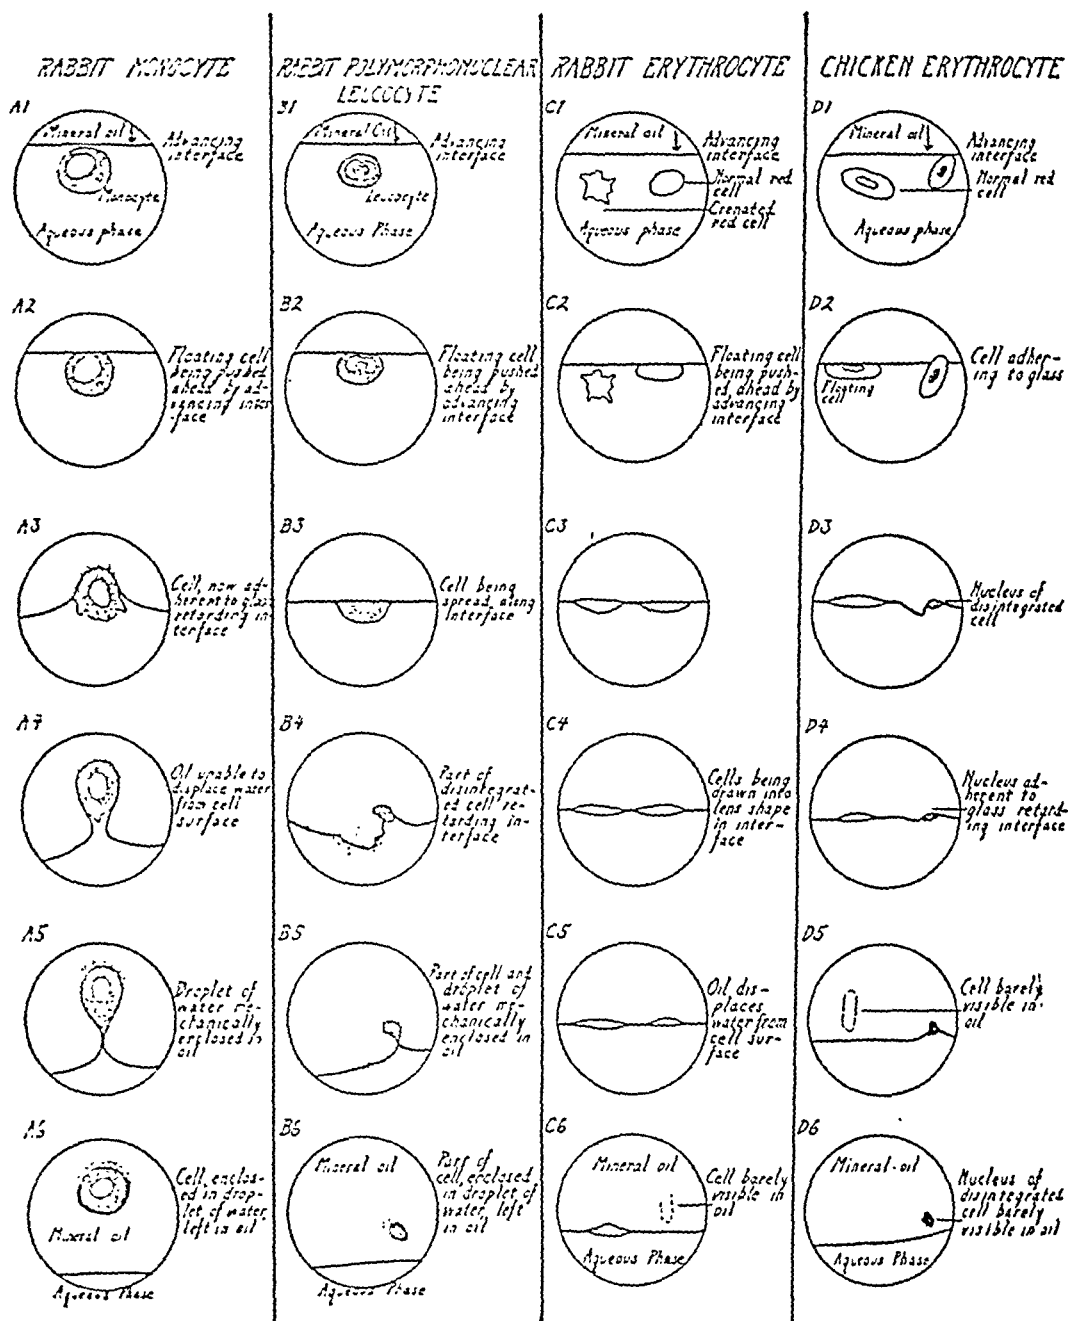 RABBIT MONOCYTE
A1
Mineral oil
Advancing
interface
Monocyte
Aqueous phase
A2
Floating cell
being pushed
ahead by ad-
vancing inter
-face
A3
Cell, now ad-
herent to glass
retarding in-
terface
A4
Oil unable to
displace water
from cell
surface
A5
Droplet of
water me-
chanically
enclosed in
oil
A6
Cell, enclos-
ed in drop-
let of water,
left in oil
Mineral oil
Aqueous Phase
RABBIT POLYMORPHONUCLEAR
LEUCOCYTE
B1
Mineral Oil
Advancing
interface
Leucocyte
Aqueous Phase
B2
Floating cell,
being pushed
ahead by
advancing
interface
B3
Cell being
spread along
Interface
B4
Part of
disintegrat-
ed cell re-
tarding in-
terface
B5
Part of cell and
droplet of
water me-
chanically
enclosed in
oil
B6
Mineral oil
Part of
cell, enclosed
in droplet of
water, left
in oil
Aqueous Phase
RABBIT ERYTHROCYTE
C1
Mineral oil
Advancing
interface
Normal red
cell
Crenated
red cell
Aqueous phase
C2
Floating cell
being push-
ed, ahead by
advancing
interface
C3
C4
Cells being
drawn into
lens shape
in inter-
face
C5
Oil dis-
places
water from
cell sur-
face
C6
Mineral oil
Cell barely
visible in
oil
Aqueous Phase
CHICKEN ERYTHROCYTE
D1
Mineral oil
Advancing
interface
Normal red
cell
Aqueous phase
D2
Cell adher-
ing to glass
Floating
cell
D3
Nucleus of
disintegrated
cell
D4
Nucleus ad-
herent to
glass retard-
ing interface
D5
Cell barely
visible in
oil
D6
Mineral-oil
Nucleus of
disintegrated
cell barely
visible in oil
Aqueous Phase